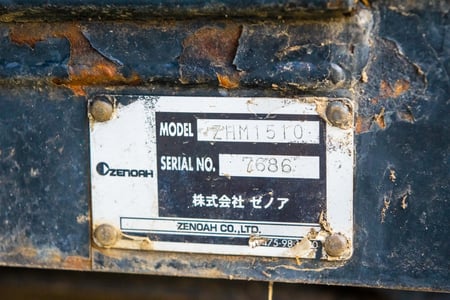 MODEL ZHM1510
SERIAL NO. 7686
ZENOAH
株式会社 ゼノア
ZENOAH CO.,LTD.